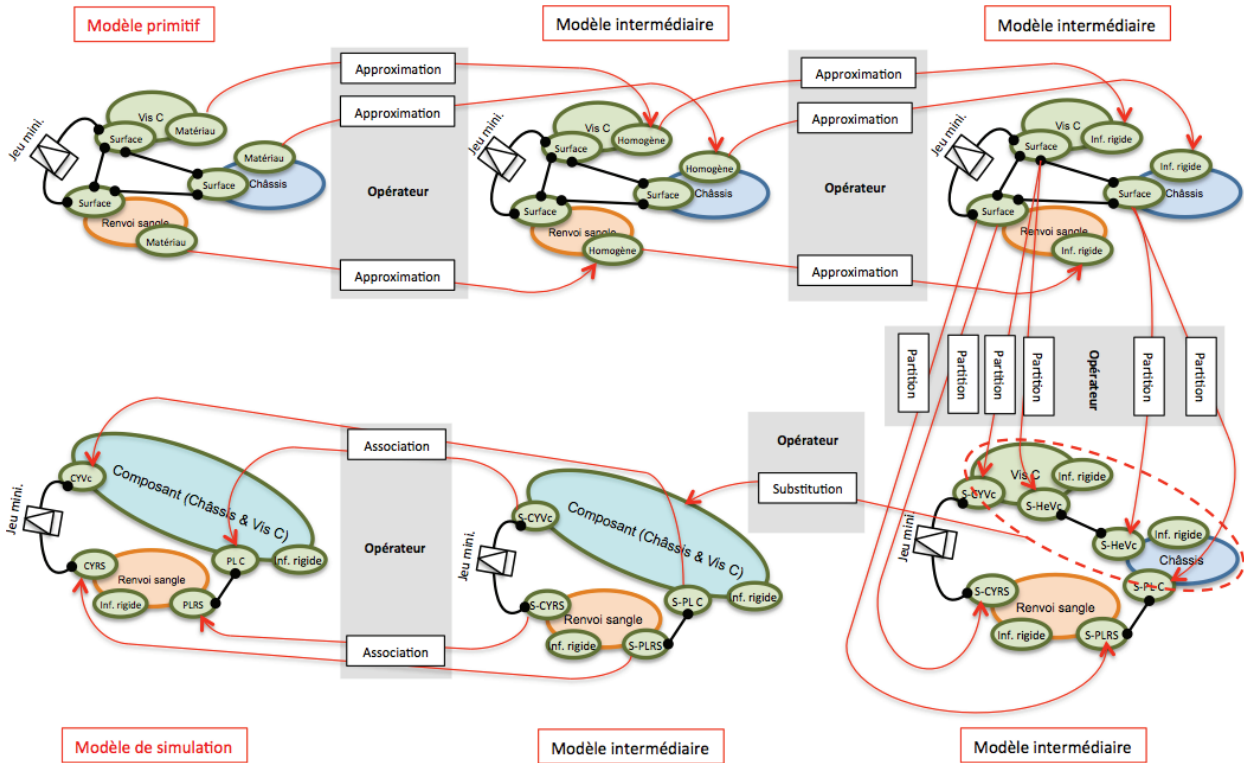 Modèle primitif
Modèle intermédiaire
Modèle intermédiaire
Jeu mini.
Vis C
Surface
Matériau
Matériau
Surface
Châssis
Surface
Renvoi sangle
Matériau
Approximation
Approximation
Opérateur
Approximation
Jeu mini.
Vis C
Surface
Homogène
Homogène
Surface
Châssis
Surface
Renvoi sangle
Homogène
Approximation
Approximation
Opérateur
Approximation
Jeu mini.
Vis C
Surface
Inf. rigide
Inf. rigide
Surface
Châssis
Surface
Renvoi sangle
Inf. rigide
Partition
Partition
Partition
Partition
Opérateur
Partition
Partition
CYVc
Composant (Châssis & Vis C)
Jeu mini.
CYRS
Renvoi sangle
Inf. rigide
PLRS
PL C
Inf. rigide
Association
Opérateur
Association
S-CYVc
Composant (Châssis & Vis C)
Jeu mini.
S-CYRS
Renvoi sangle
nf. rigide
S-PLRS
S-PL C
nf. rigide
Opérateur
Substitution
Vis C
Inf. rigide
S-CYVc
S-HeVc
Jeu mini.
S-HeVc
Inf. rigide
Châssis
S-PL C
S-CYRS
Renvoi sangle
Inf. rigide
S-PLRS
Modèle de simulation
Modèle intermédiaire
Modèle intermédiaire